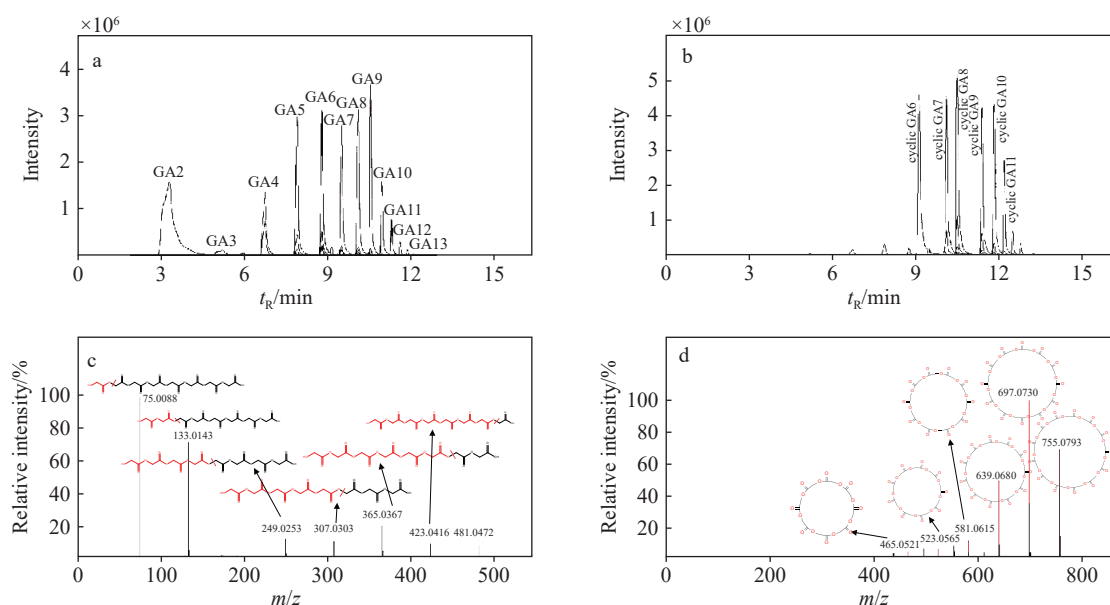 ×10⁶
a
4
3
2
1
Intensity
GA2
GA3
GA4
GA5
GA6
GA7
GA8
GA9
GA10
GA11
GA12
GA13
3
6
9
12
15
tR/min
×10⁶
b
5
4
3
2
1
Intensity
cyclic GA6
cyclic GA7
cyclic GA8
cyclic GA9
cyclic GA10
cyclic GA11
0
3
6
9
12
15
tR/min
c
100
80
60
40
20
Relative intensity/%
75.0088
133.0143
249.0253
307.0303
365.0367
423.0416
481.0472
0
100
200
300
400
500
m/z
d
100
80
60
40
20
Relative intensity/%
465.0521
523.0565
581.0615
639.0680
697.0730
755.0793
0
200
400
600
800
m/z